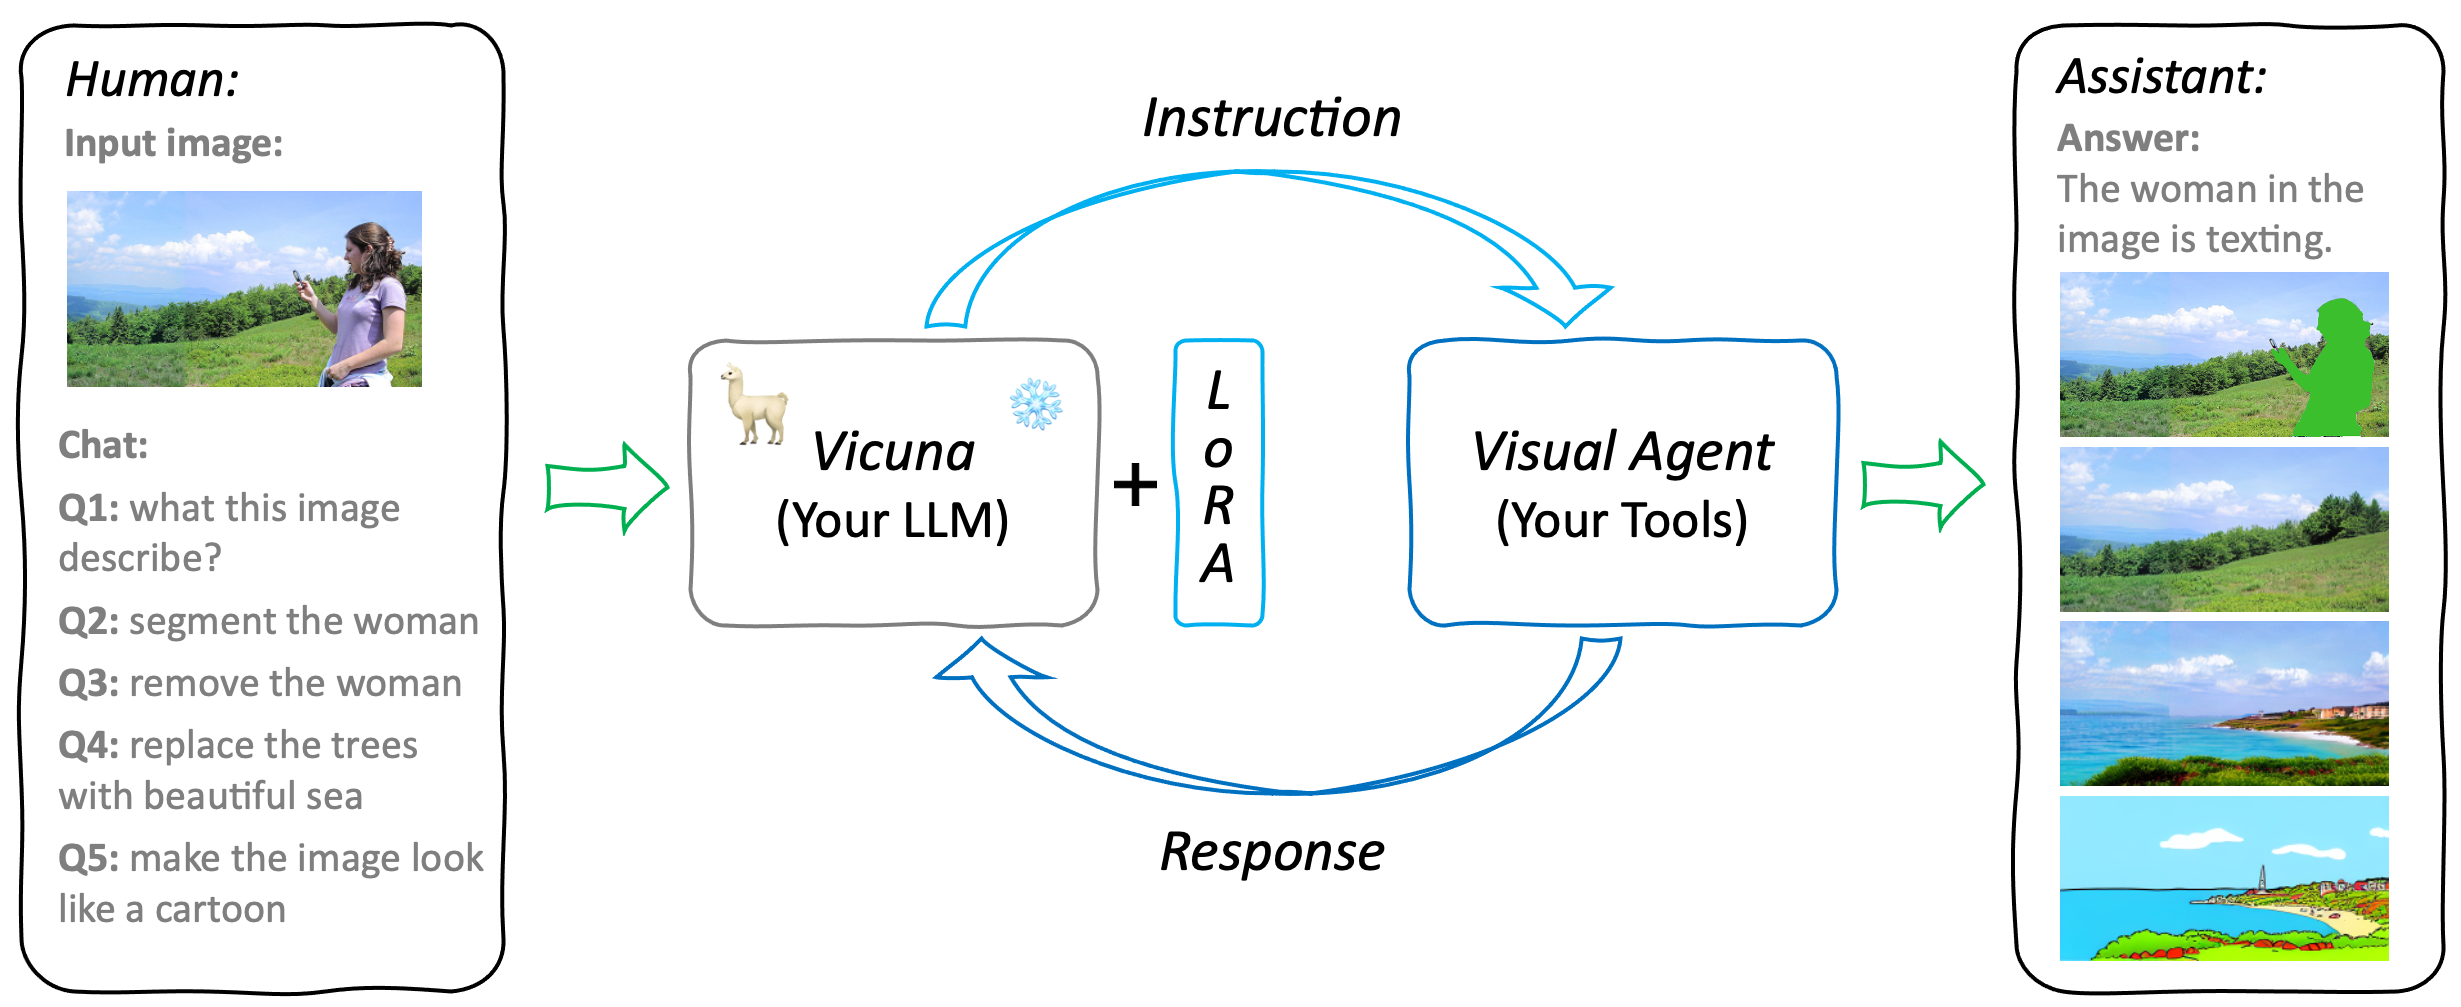 Human:
Input image:
Chat:
Q1: what this image
describe?
Q2: segment the woman
Q3: remove the woman
Q4: replace the trees
with beautiful sea
Q5: make the image look
like a cartoon
Instruction
Vicuna
(Your LLM)
+
LoRA
Visual Agent
(Your Tools)
Response
Assistant:
Answer:
The woman in the
image is texting.